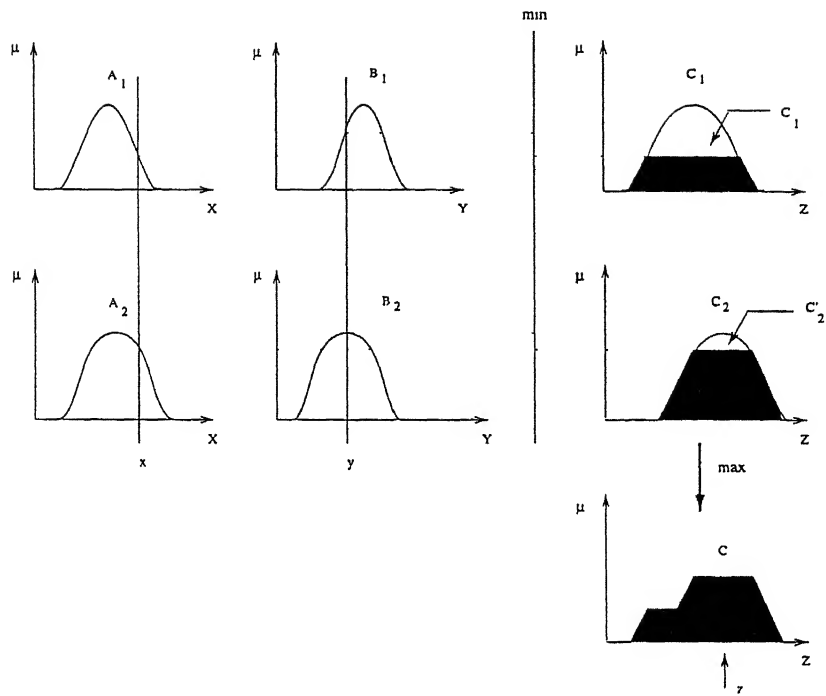 min
μ A1 μ B1 μ C1
C1
X Y Z
μ A2 μ B2 μ C2 C'2
X Y Z
x y
max
μ C
Z
z